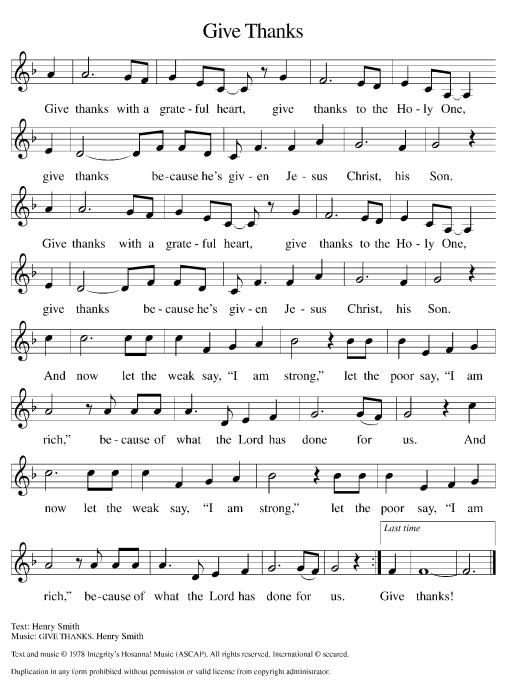 Give Thanks
Give thanks with a grate - ful heart, give thanks to the Ho - ly One,
give thanks be-cause he's giv - en Je - sus Christ, his Son.
Give thanks with a grate - ful heart, give thanks to the Ho - ly One,
give thanks be-cause he's giv - en Je - sus Christ, his Son.
And now let the weak say, “I am strong,” let the poor say, “I am
rich,” be - cause of what the Lord has done for us. And
now let the weak say, “I am strong,” let the poor say, “I am
Last time
rich,” be-cause of what the Lord has done for us. Give thanks!
Text: Henry Smith
Music: GIVE THANKS, Henry Smith
Text and music © 1978 Integrity's Hosanna! Music (ASCAP). All rights reserved. International © secured.
Duplication in any form prohibited without permission or valid license from copyright administrator.